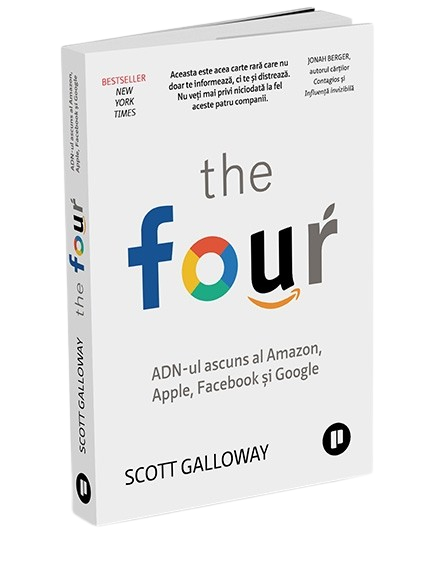 BESTSELLER
NEW
YORK
TIMES
Aceasta este acea carte rară care nu
doar te informează, ci te și distrează.
Nu veți mai privi niciodată la fel
aceste patru companii.
JONAH BERGER,
autorul cărților
Contagios și
Influență invizibilă
the
four
ADN-ul ascuns al Amazon,
Apple, Facebook și Google
SCOTT GALLOWAY
ADN-ul ascuns al Amazon,
Apple, Facebook și Google
the four
SCOTT GALLOWAY